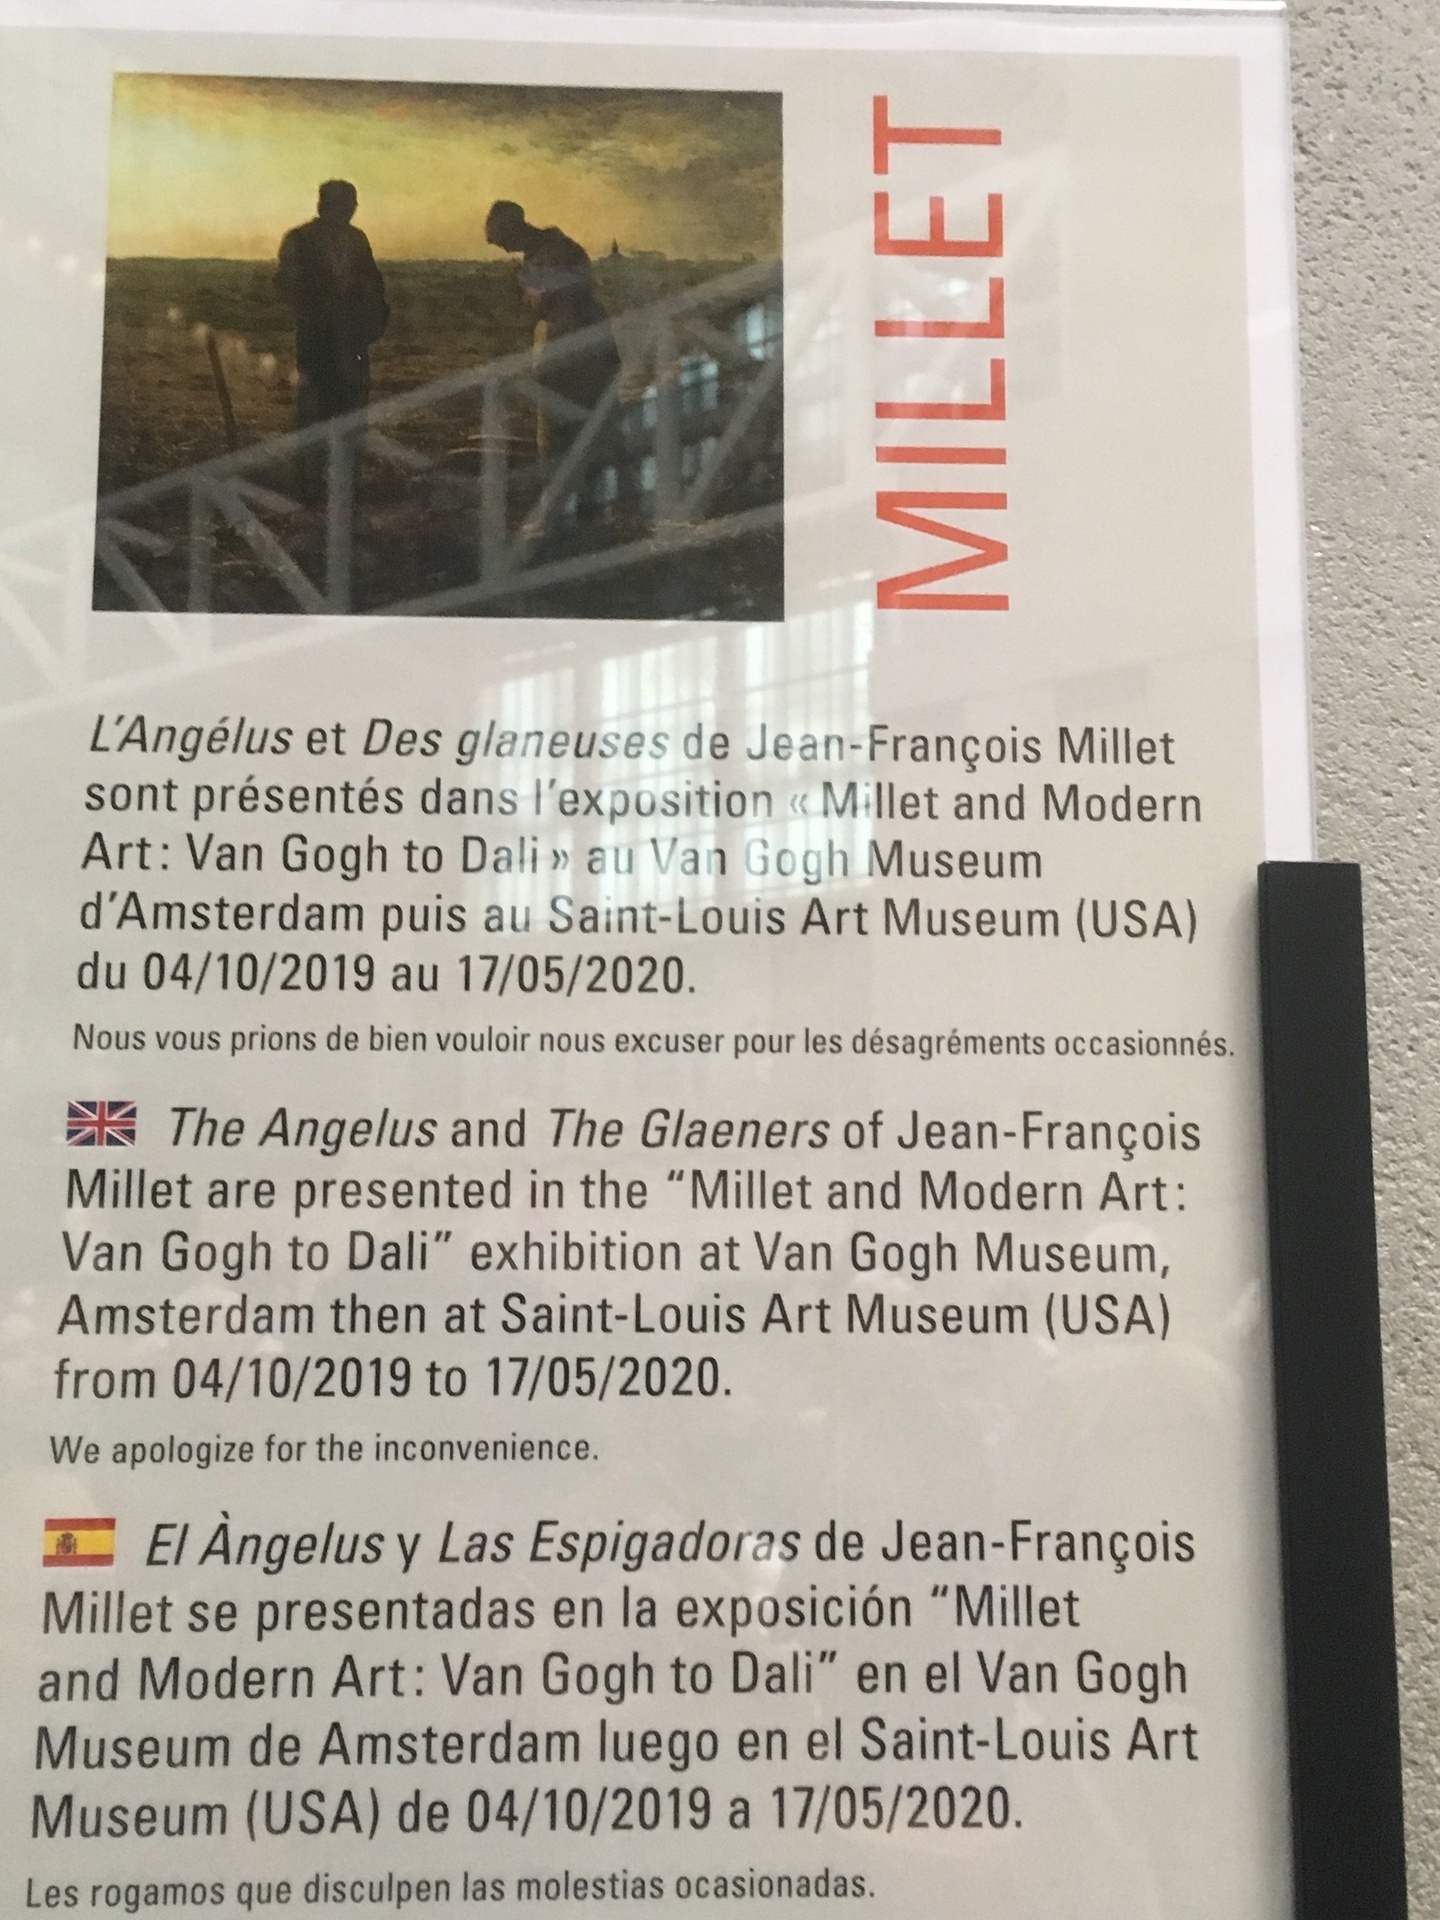 MILLET
L'Angélus et Des glaneuses de Jean-François Millet
sont présentés dans l'exposition « Millet and Modern
Art : Van Gogh to Dali » au Van Gogh Museum
d'Amsterdam puis au Saint-Louis Art Museum (USA)
du 04/10/2019 au 17/05/2020.
Nous vous prions de bien vouloir nous excuser pour les désagréments occasionnés.
The Angelus and The Glaeners of Jean-François
Millet are presented in the “Millet and Modern Art :
Van Gogh to Dali” exhibition at Van Gogh Museum,
Amsterdam then at Saint-Louis Art Museum (USA)
from 04/10/2019 to 17/05/2020.
We apologize for the inconvenience.
El Àngelus y Las Espigadoras de Jean-François
Millet se presentadas en la exposición “Millet
and Modern Art : Van Gogh to Dali” en el Van Gogh
Museum de Amsterdam luego en el Saint-Louis Art
Museum (USA) de 04/10/2019 a 17/05/2020.
Les rogamos que disculpen las molestias ocasionadas.